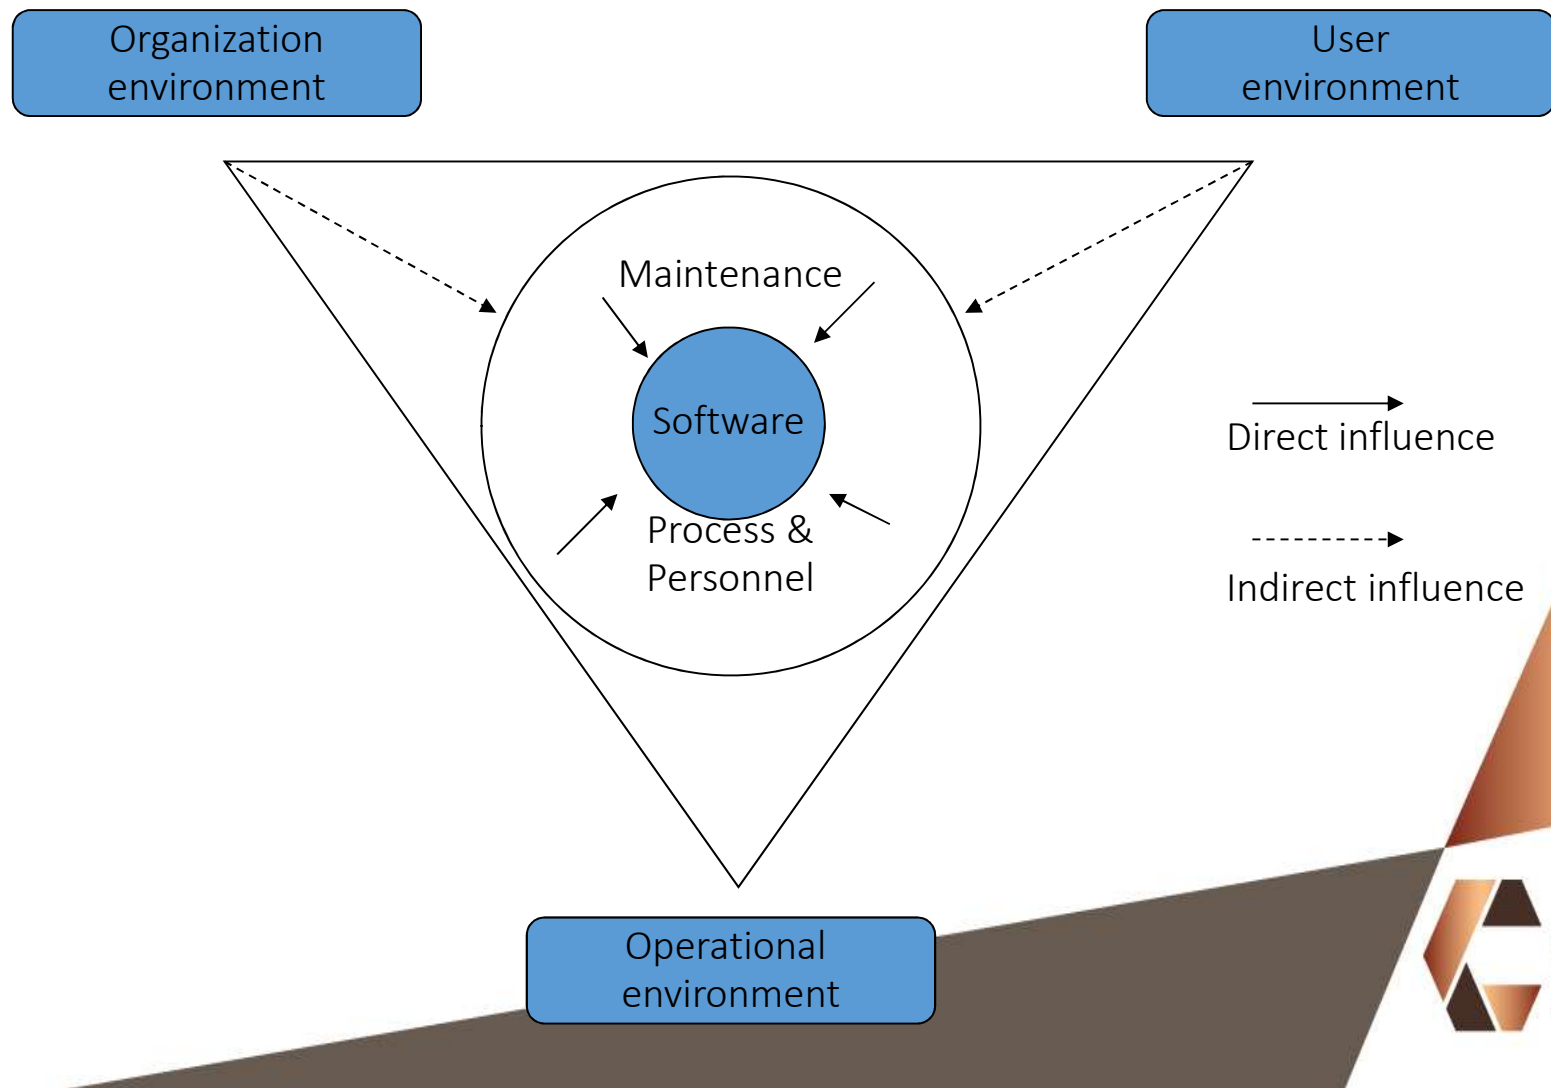 Organization
environment
User
environment
Maintenance
Software
Process &
Personnel
Direct influence
Indirect influence
Operational
environment